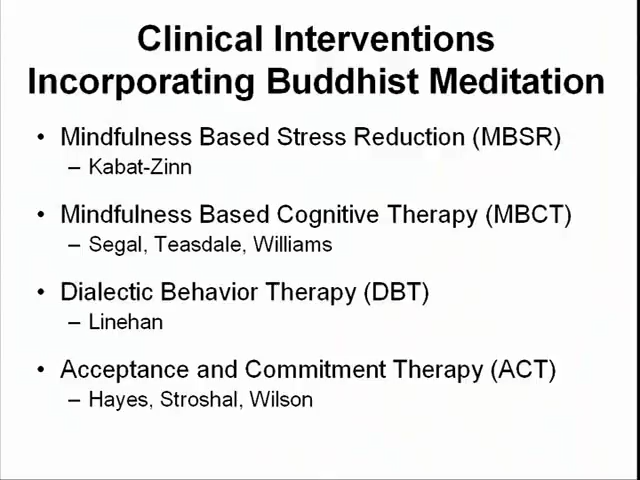 Clinical Interventions
Incorporating Buddhist Meditation
• Mindfulness Based Stress Reduction (MBSR)
– Kabat-Zinn
• Mindfulness Based Cognitive Therapy (MBCT)
– Segal, Teasdale, Williams
• Dialectic Behavior Therapy (DBT)
– Linehan
• Acceptance and Commitment Therapy (ACT)
– Hayes, Stroshal, Wilson